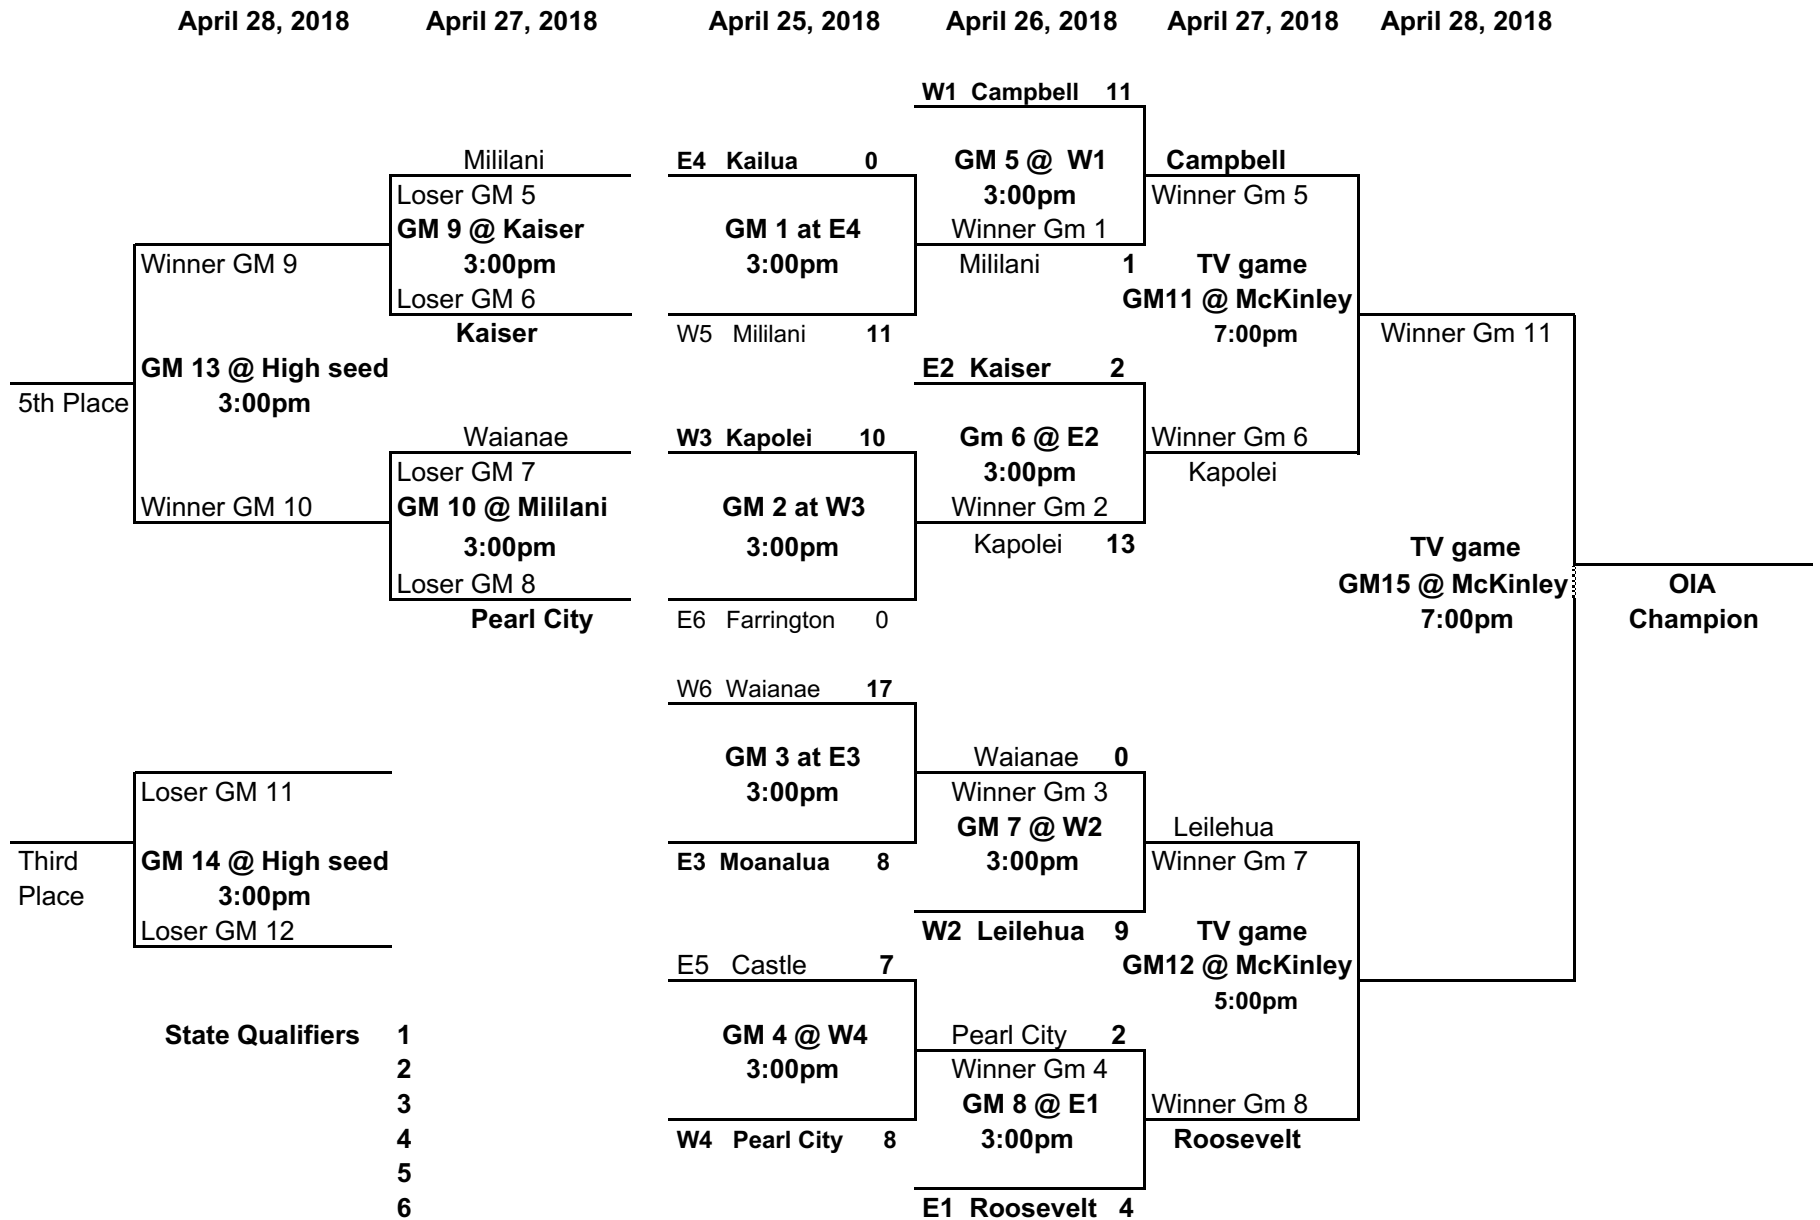 April 28, 2018 April 27, 2018 April 25, 2018 April 26, 2018 April 27, 2018 April 28, 2018
W1 Campbell 11
Mililani E4 Kailua 0 GM 5 @ W1 Campbell
Loser GM 5 3:00pm Winner Gm 5
GM 9 @ Kaiser GM 1 at E4 Winner Gm 1
Winner GM 9 3:00pm 3:00pm Mililani 1 TV game
Loser GM 6 GM11 @ McKinley
Kaiser W5 Mililani 11 7:00pm Winner Gm 11
GM 13 @ High seed E2 Kaiser 2
5th Place 3:00pm
Waianae W3 Kapolei 10 Gm 6 @ E2 Winner Gm 6
Loser GM 7 3:00pm Kapolei
Winner GM 10 GM 10 @ Mililani GM 2 at W3 Winner Gm 2
3:00pm 3:00pm Kapolei 13 TV game
Loser GM 8 GM15 @ McKinley OIA
Pearl City E6 Farrington 0 7:00pm Champion
W6 Waianae 17
GM 3 at E3 Waianae 0
Loser GM 11 3:00pm Winner Gm 3
GM 7 @ W2 Leilehua
Third GM 14 @ High seed E3 Moanalua 8 3:00pm Winner Gm 7
Place 3:00pm
Loser GM 12 W2 Leilehua 9 TV game
E5 Castle 7 GM12 @ McKinley
5:00pm
State Qualifiers 1 GM 4 @ W4 Pearl City 2
2 3:00pm Winner Gm 4
3 GM 8 @ E1 Winner Gm 8
4 W4 Pearl City 8 3:00pm Roosevelt
5
6 E1 Roosevelt 4